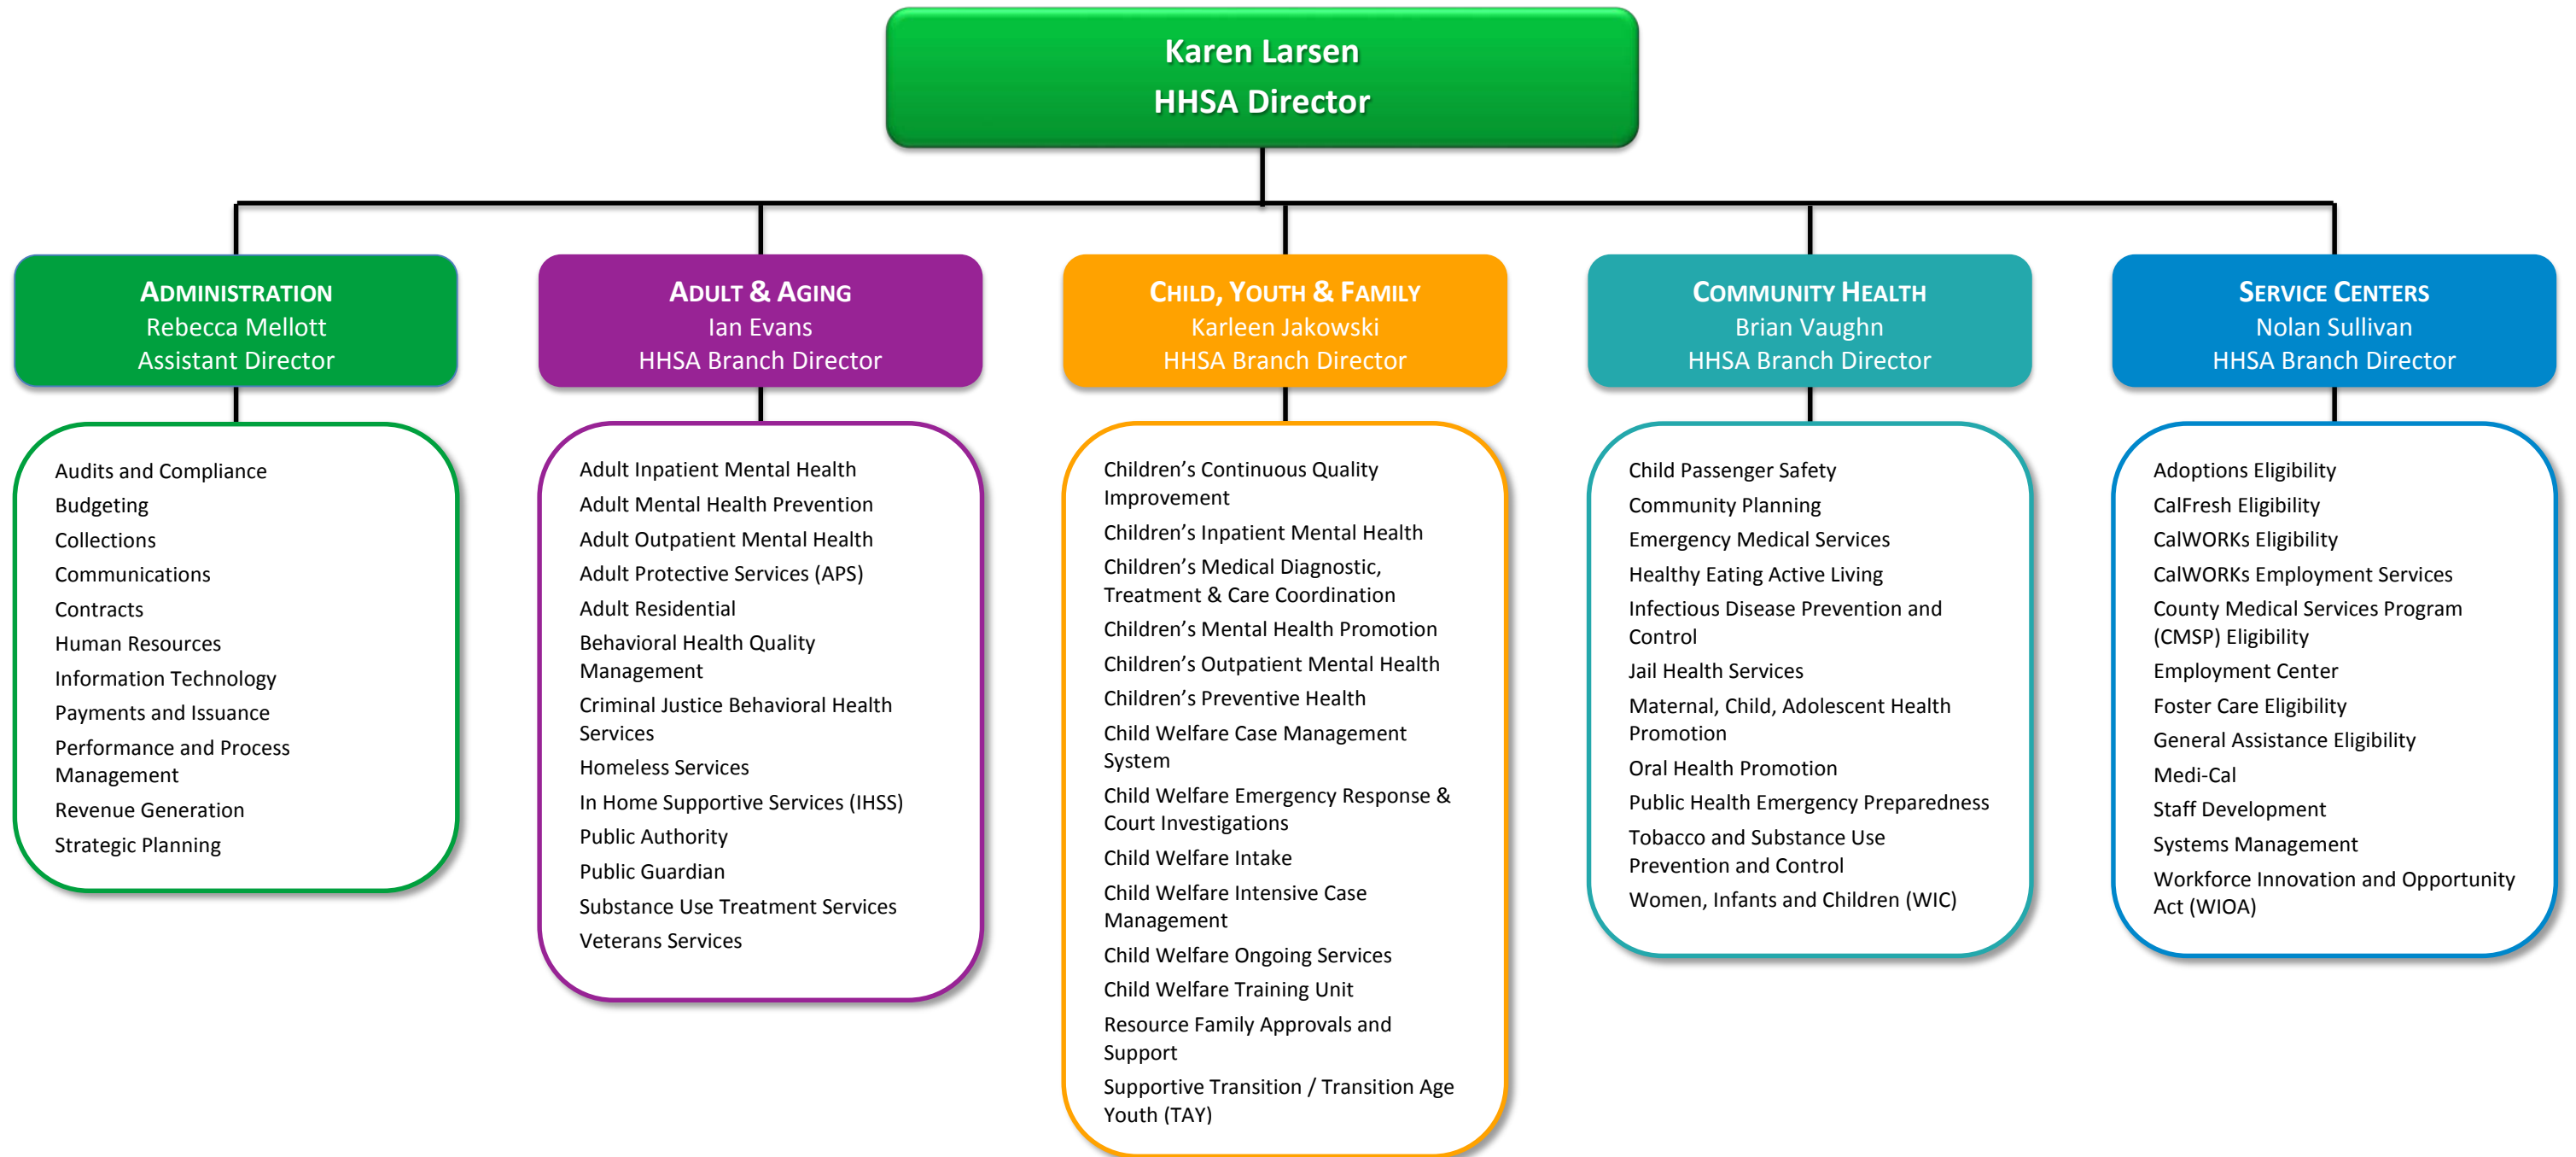 Karen Larsen
HHSA Director
ADMINISTRATION
Rebecca Mellott
Assistant Director
Audits and Compliance
Budgeting
Collections
Communications
Contracts
Human Resources
Information Technology
Payments and Issuance
Performance and Process
Management
Revenue Generation
Strategic Planning
ADULT & AGING
Ian Evans
HHSA Branch Director
Adult Inpatient Mental Health
Adult Mental Health Prevention
Adult Outpatient Mental Health
Adult Protective Services (APS)
Adult Residential
Behavioral Health Quality
Management
Criminal Justice Behavioral Health
Services
Homeless Services
In Home Supportive Services (IHSS)
Public Authority
Public Guardian
Substance Use Treatment Services
Veterans Services
CHILD, YOUTH & FAMILY
Karleen Jakowski
HHSA Branch Director
Children’s Continuous Quality
Improvement
Children’s Inpatient Mental Health
Children’s Medical Diagnostic,
Treatment & Care Coordination
Children’s Mental Health Promotion
Children’s Outpatient Mental Health
Children’s Preventive Health
Child Welfare Case Management
System
Child Welfare Emergency Response &
Court Investigations
Child Welfare Intake
Child Welfare Intensive Case
Management
Child Welfare Ongoing Services
Child Welfare Training Unit
Resource Family Approvals and
Support
Supportive Transition / Transition Age
Youth (TAY)
COMMUNITY HEALTH
Brian Vaughn
HHSA Branch Director
Child Passenger Safety
Community Planning
Emergency Medical Services
Healthy Eating Active Living
Infectious Disease Prevention and
Control
Jail Health Services
Maternal, Child, Adolescent Health
Promotion
Oral Health Promotion
Public Health Emergency Preparedness
Tobacco and Substance Use
Prevention and Control
Women, Infants and Children (WIC)
SERVICE CENTERS
Nolan Sullivan
HHSA Branch Director
Adoptions Eligibility
CalFresh Eligibility
CalWORKs Eligibility
CalWORKs Employment Services
County Medical Services Program
(CMSP) Eligibility
Employment Center
Foster Care Eligibility
General Assistance Eligibility
Medi-Cal
Staff Development
Systems Management
Workforce Innovation and Opportunity
Act (WIOA)